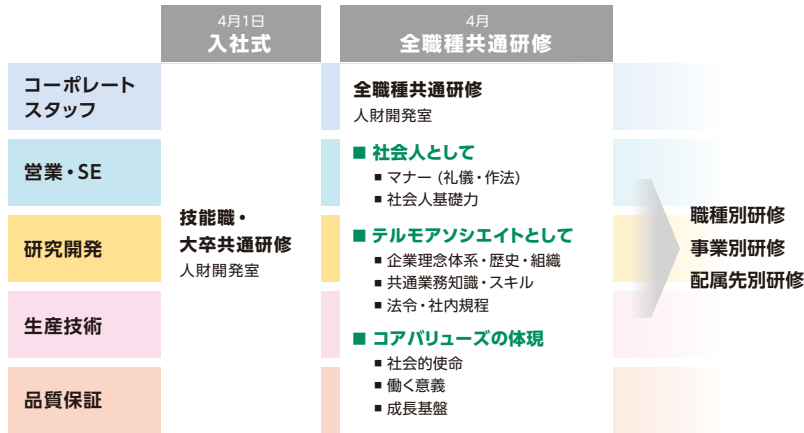 4月1日
入社式
4月
全職種共通研修
コーポレート
スタッフ
営業・SE
研究開発
生産技術
品質保証
技能職・
大卒共通研修
人財開発室
全職種共通研修
人財開発室
■ 社会人として
■ マナー (礼儀・作法)
■ 社会人基礎力
■ テルモアソシエイトとして
■ 企業理念体系・歴史・組織
■ 共通業務知識・スキル
■ 法令・社内規程
■ コアバリューズの体現
■ 社会的使命
■ 働く意義
■ 成長基盤
職種別研修
事業別研修
配属先別研修